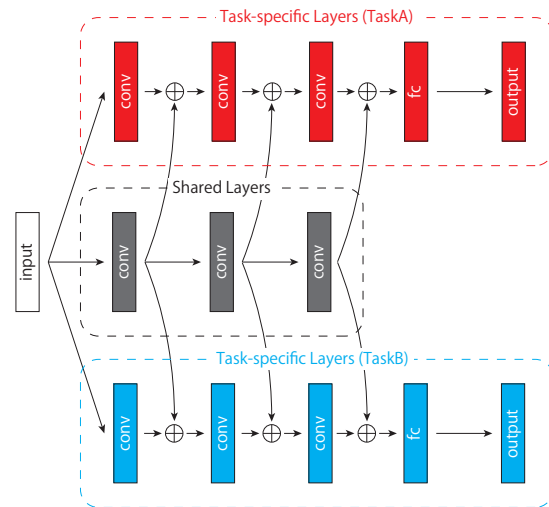 Task-specific Layers (TaskA)
conv
conv
conv
fc
output
Shared Layers
input
conv
conv
conv
Task-specific Layers (TaskB)
conv
conv
conv
fc
output